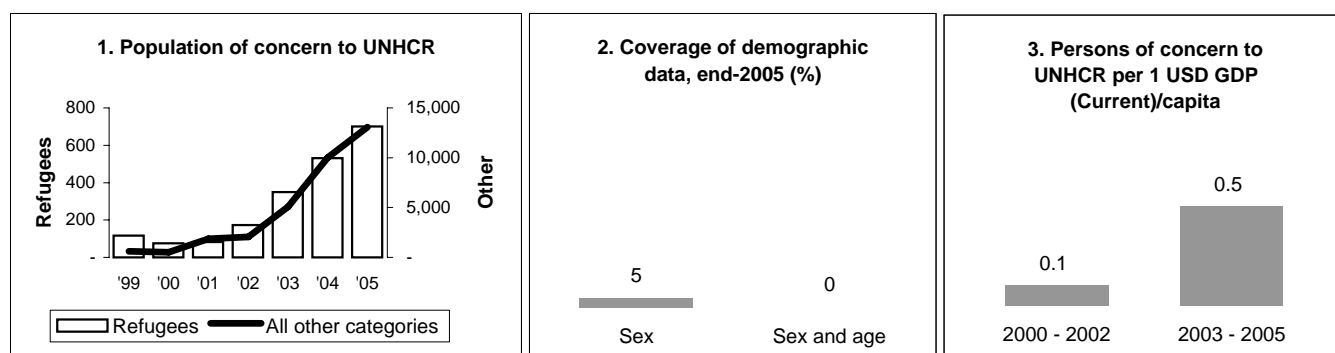 1. Population of concern to UNHCR
800
600
400
200
-
Refugees
15,000
10,000
5,000
-
Other
'99 '00 '01 '02 '03 '04 '05
Refugees All other categories
2. Coverage of demographic
data, end-2005 (%)
5
0
Sex
Sex and age
3. Persons of concern to
UNHCR per 1 USD GDP
(Current)/capita
0.1
0.5
2000 - 2002
2003 - 2005